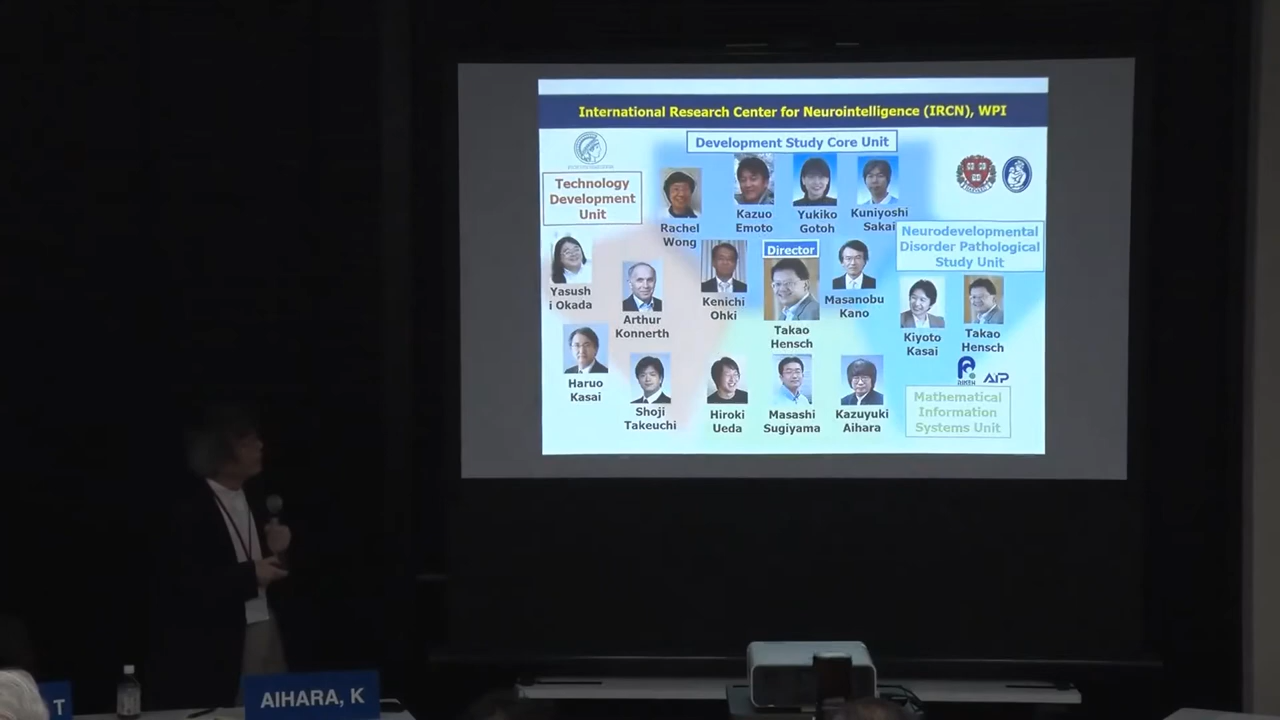 International Research Center for Neurointelligence (IRCN), WPI
Development Study Core Unit
Technology
Development
Unit
Rachel
Wong
Kazuo
Emoto
Yukiko
Gotoh
Kuniyoshi
Sakai
Neurodevelopmental
Disorder Pathological
Study Unit
Director
Yasush
i Okada
Arthur
Konnerth
Kenichi
Ohki
Takao
Hensch
Masanobu
Kano
Kiyoto
Kasai
Takao
Hensch
Haruo
Kasai
Shoji
Takeuchi
Hiroki
Ueda
Masashi
Sugiyama
Kazuyuki
Aihara
RIKEN
AIP
Mathematical
Information
Systems Unit
T
AIHARA, K